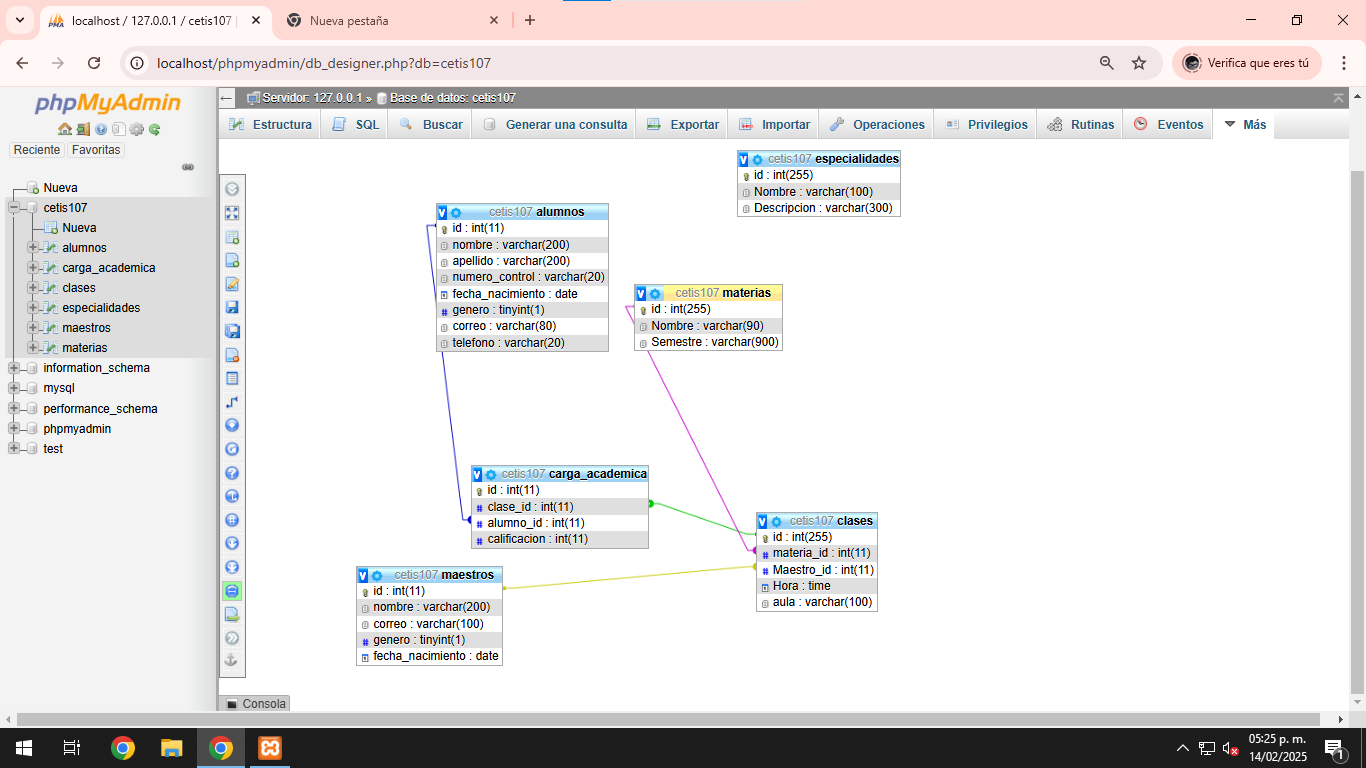 localhost / 127.0.0.1 / cetis107
Nueva pestaña
localhost/phpmyadmin/db_designer.php?db=cetis107
Verifica que eres tú
phpMyAdmin
Reciente
Favoritas
Nueva
cetis107
Nueva
alumnos
carga_academica
clases
especialidades
maestros
materias
information_schema
mysql
performance_schema
phpmyadmin
test
Servidor: 127.0.0.1 » Base de datos: cetis107
Estructura
SQL
Buscar
Generar una consulta
Exportar
Importar
Operaciones
Privilegios
Rutinas
Eventos
Más
cetis107 especialidades
id : int(255)
Nombre : varchar(100)
Descripcion : varchar(300)
cetis107 alumnos
id : int(11)
nombre : varchar(200)
apellido : varchar(200)
numero_control : varchar(20)
fecha_nacimiento : date
genero : tinyint(1)
correo : varchar(80)
telefono : varchar(20)
cetis107 materias
id : int(255)
Nombre : varchar(90)
Semestre : varchar(900)
cetis107 carga_academica
id : int(11)
clase_id : int(11)
alumno_id : int(11)
calificacion : int(11)
cetis107 clases
id : int(255)
materia_id : int(11)
Maestro_id : int(11)
Hora : time
aula : varchar(100)
cetis107 maestros
id : int(11)
nombre : varchar(200)
correo : varchar(100)
genero : tinyint(1)
fecha_nacimiento : date
Consola
05:25 p. m.
14/02/2025
1